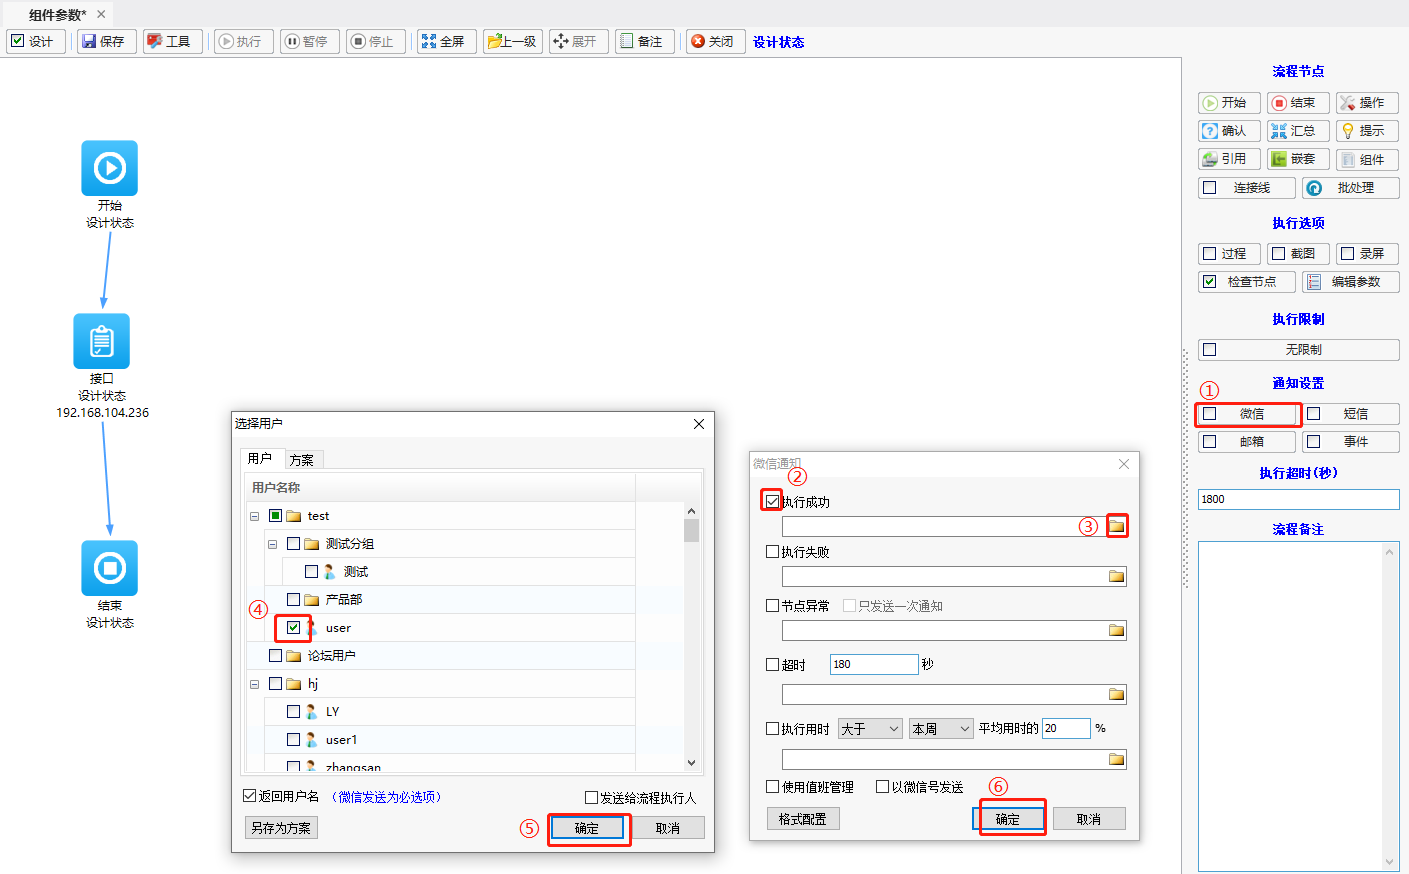 组件参数* ×
设计 保存 工具 执行 暂停 停止 全屏 上一级 展开 备注 关闭 设计状态
开始
设计状态
接口
设计状态
192.168.104.236
结束
设计状态
选择用户
用户 方案
用户名称
test
测试分组
测试
产品部
④
user
论坛用户
hj
LY
user1
zhangsan
返回用户名 (微信发送为必选项) 发送给流程执行人
另存为方案 ⑤ 确定 取消
微信通知
②
执行成功
③
执行失败
节点异常 只发送一次通知
超时 180 秒
执行用时 大于 本周 平均用时的 20 %
使用值班管理 以微信号发送
⑥
格式配置 确定 取消
流程节点
开始 结束 操作
确认 汇总 提示
引用 嵌套 组件
连接线 批处理
执行选项
过程 截图 录屏
检查节点 编辑参数
执行限制
无限制
通知设置
①
微信 短信
邮箱 事件
执行超时(秒)
1800
流程备注